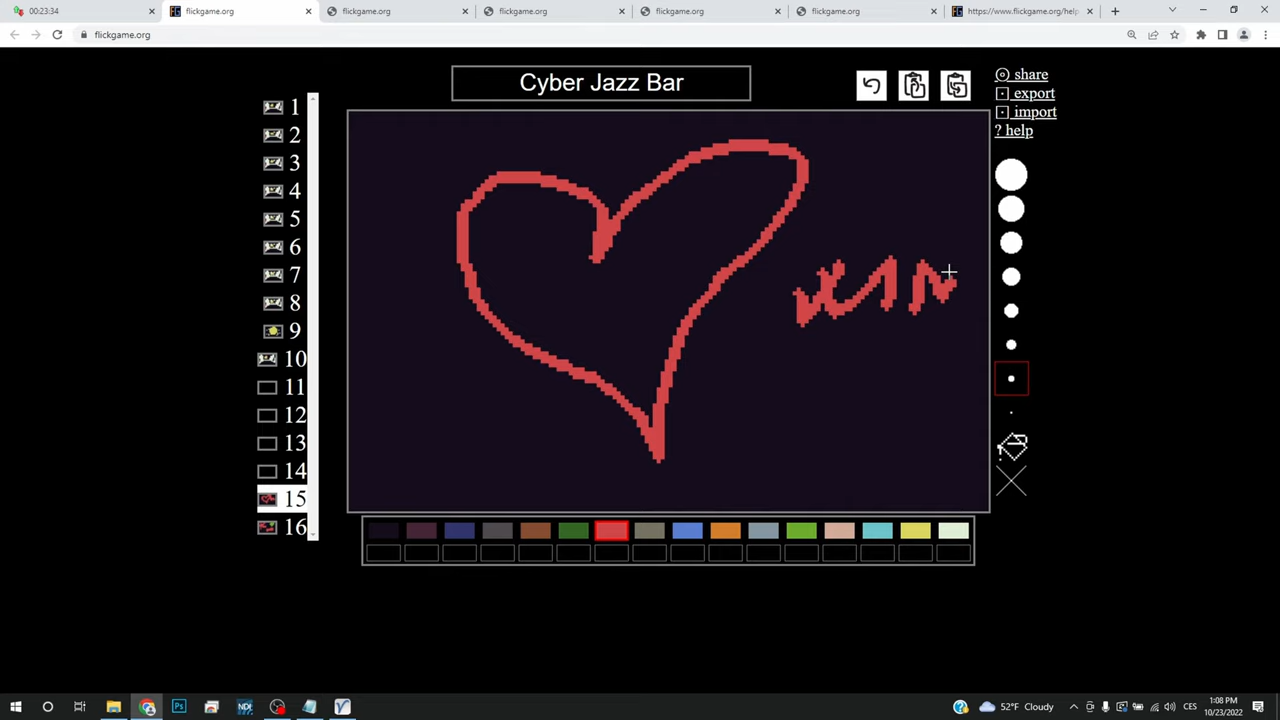 00:23:34
flickgame.org
flickgame.org
flickgame.org
flickgame.org
flickgame.org
https://www.flickgame.org/help
flickgame.org
Cyber Jazz Bar
share
export
import
? help
1
2
3
4
5
6
7
8
9
10
11
12
13
14
15
16
Ps
NDI
52°F Cloudy
CES
1:08 PM
10/23/2022